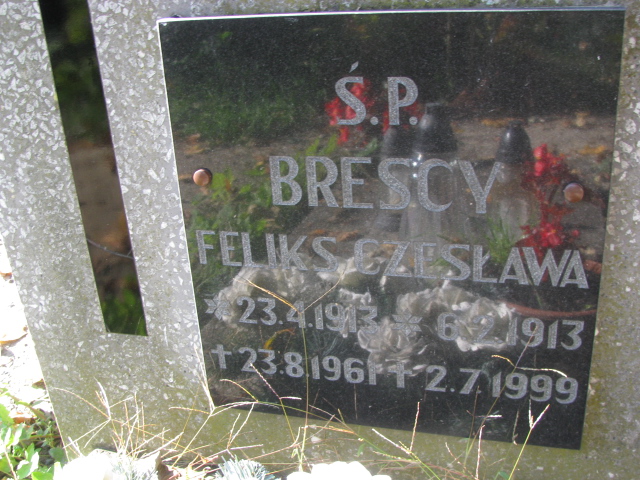 Ś.P.
BRESCY
FELIKS CZESŁAWA
* 23.4.1913 * 6.2.1913
† 23.8.1961 † 2.7.1999